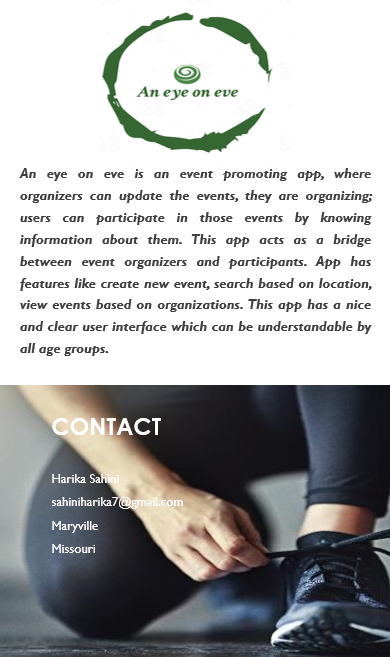 An eye on eve
An eye on eve is an event promoting app, where
organizers can update the events, they are organizing;
users can participate in those events by knowing
information about them. This app acts as a bridge
between event organizers and participants. App has
features like create new event, search based on location,
view events based on organizations. This app has a nice
and clear user interface which can be understandable by
all age groups.
CONTACT
Harika Sahini
sahiniharika7@gmail.com
Maryville
Missouri